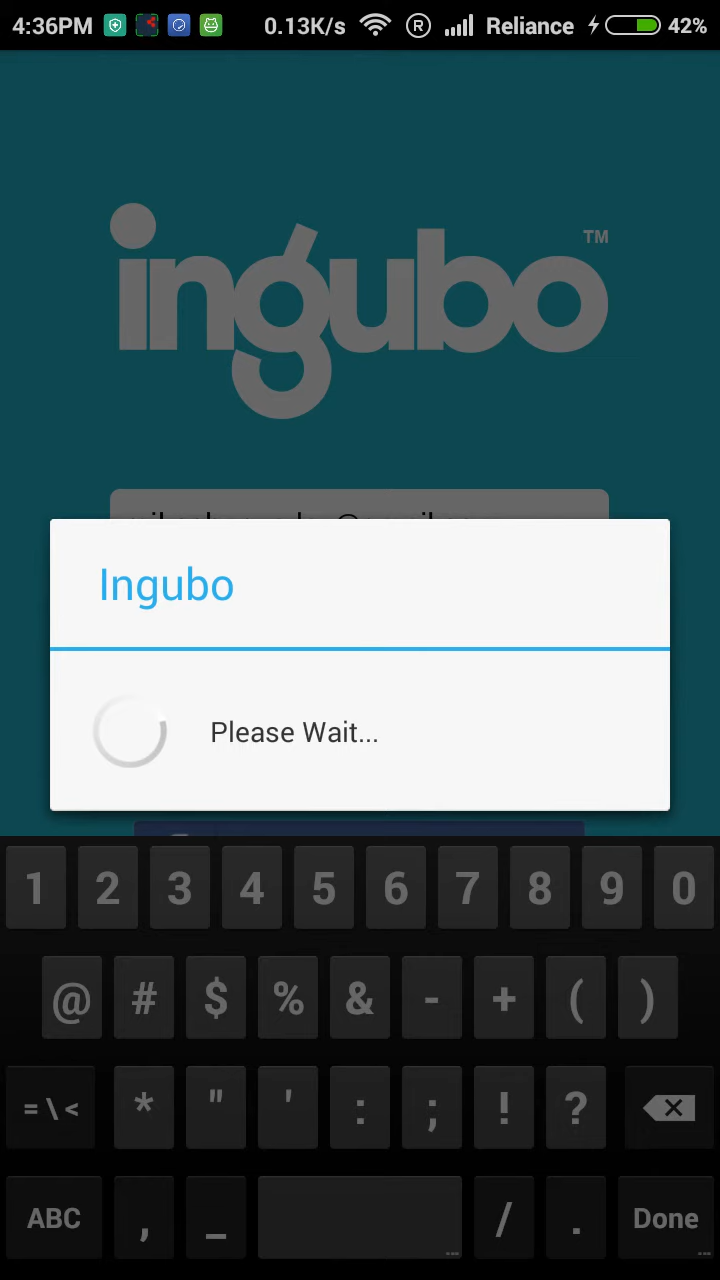 4:36PM 0.13K/s R Reliance 42%
ingubo TM
Ingubo
Please Wait...
1 2 3 4 5 6 7 8 9 0
@ # $ % & - + ( )
= \ < * " ' : ; ! ?
ABC , _ / . Done